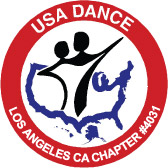 USA DANCE
LOS ANGELES CA CHAPTER #4031